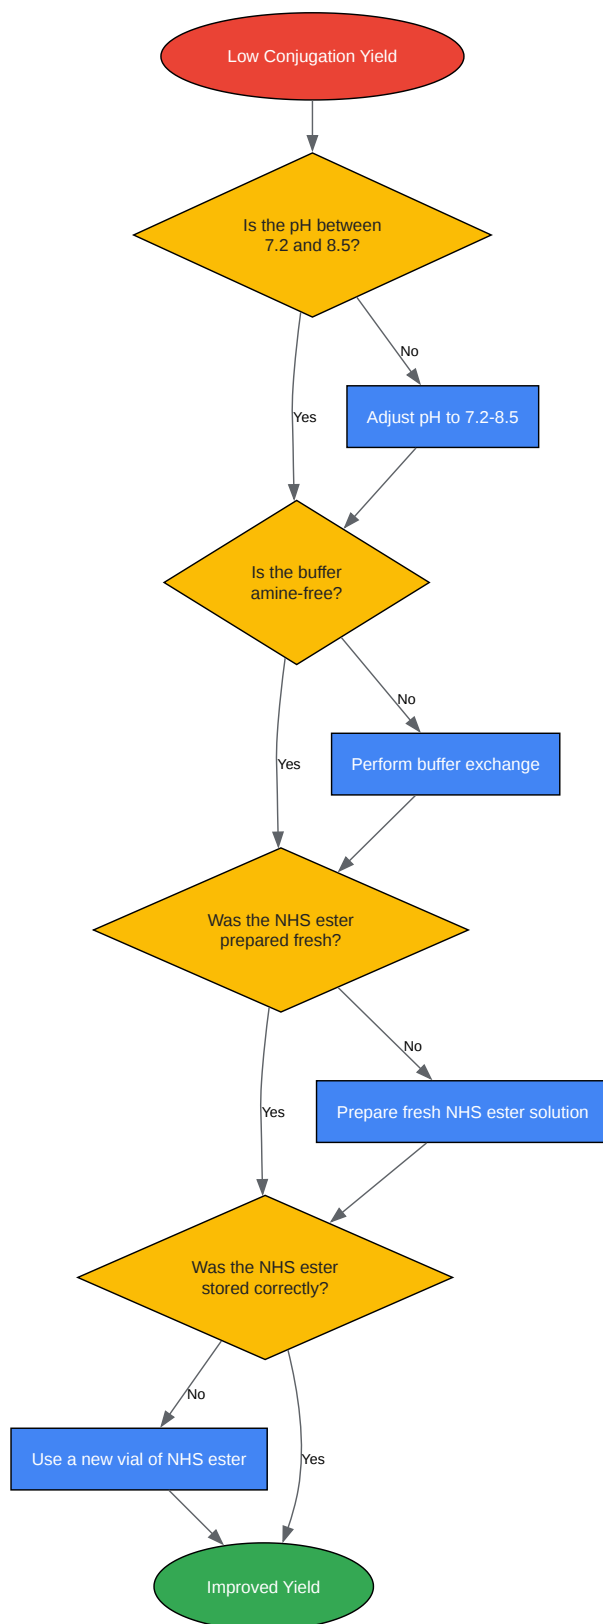 Low Conjugation Yield
Is the pH between
7.2 and 8.5?
No
Yes
Adjust pH to 7.2-8.5
Is the buffer
amine-free?
No
Yes
Perform buffer exchange
Was the NHS ester
prepared fresh?
No
Yes
Prepare fresh NHS ester solution
Was the NHS ester
stored correctly?
No
Yes
Use a new vial of NHS ester
Improved Yield